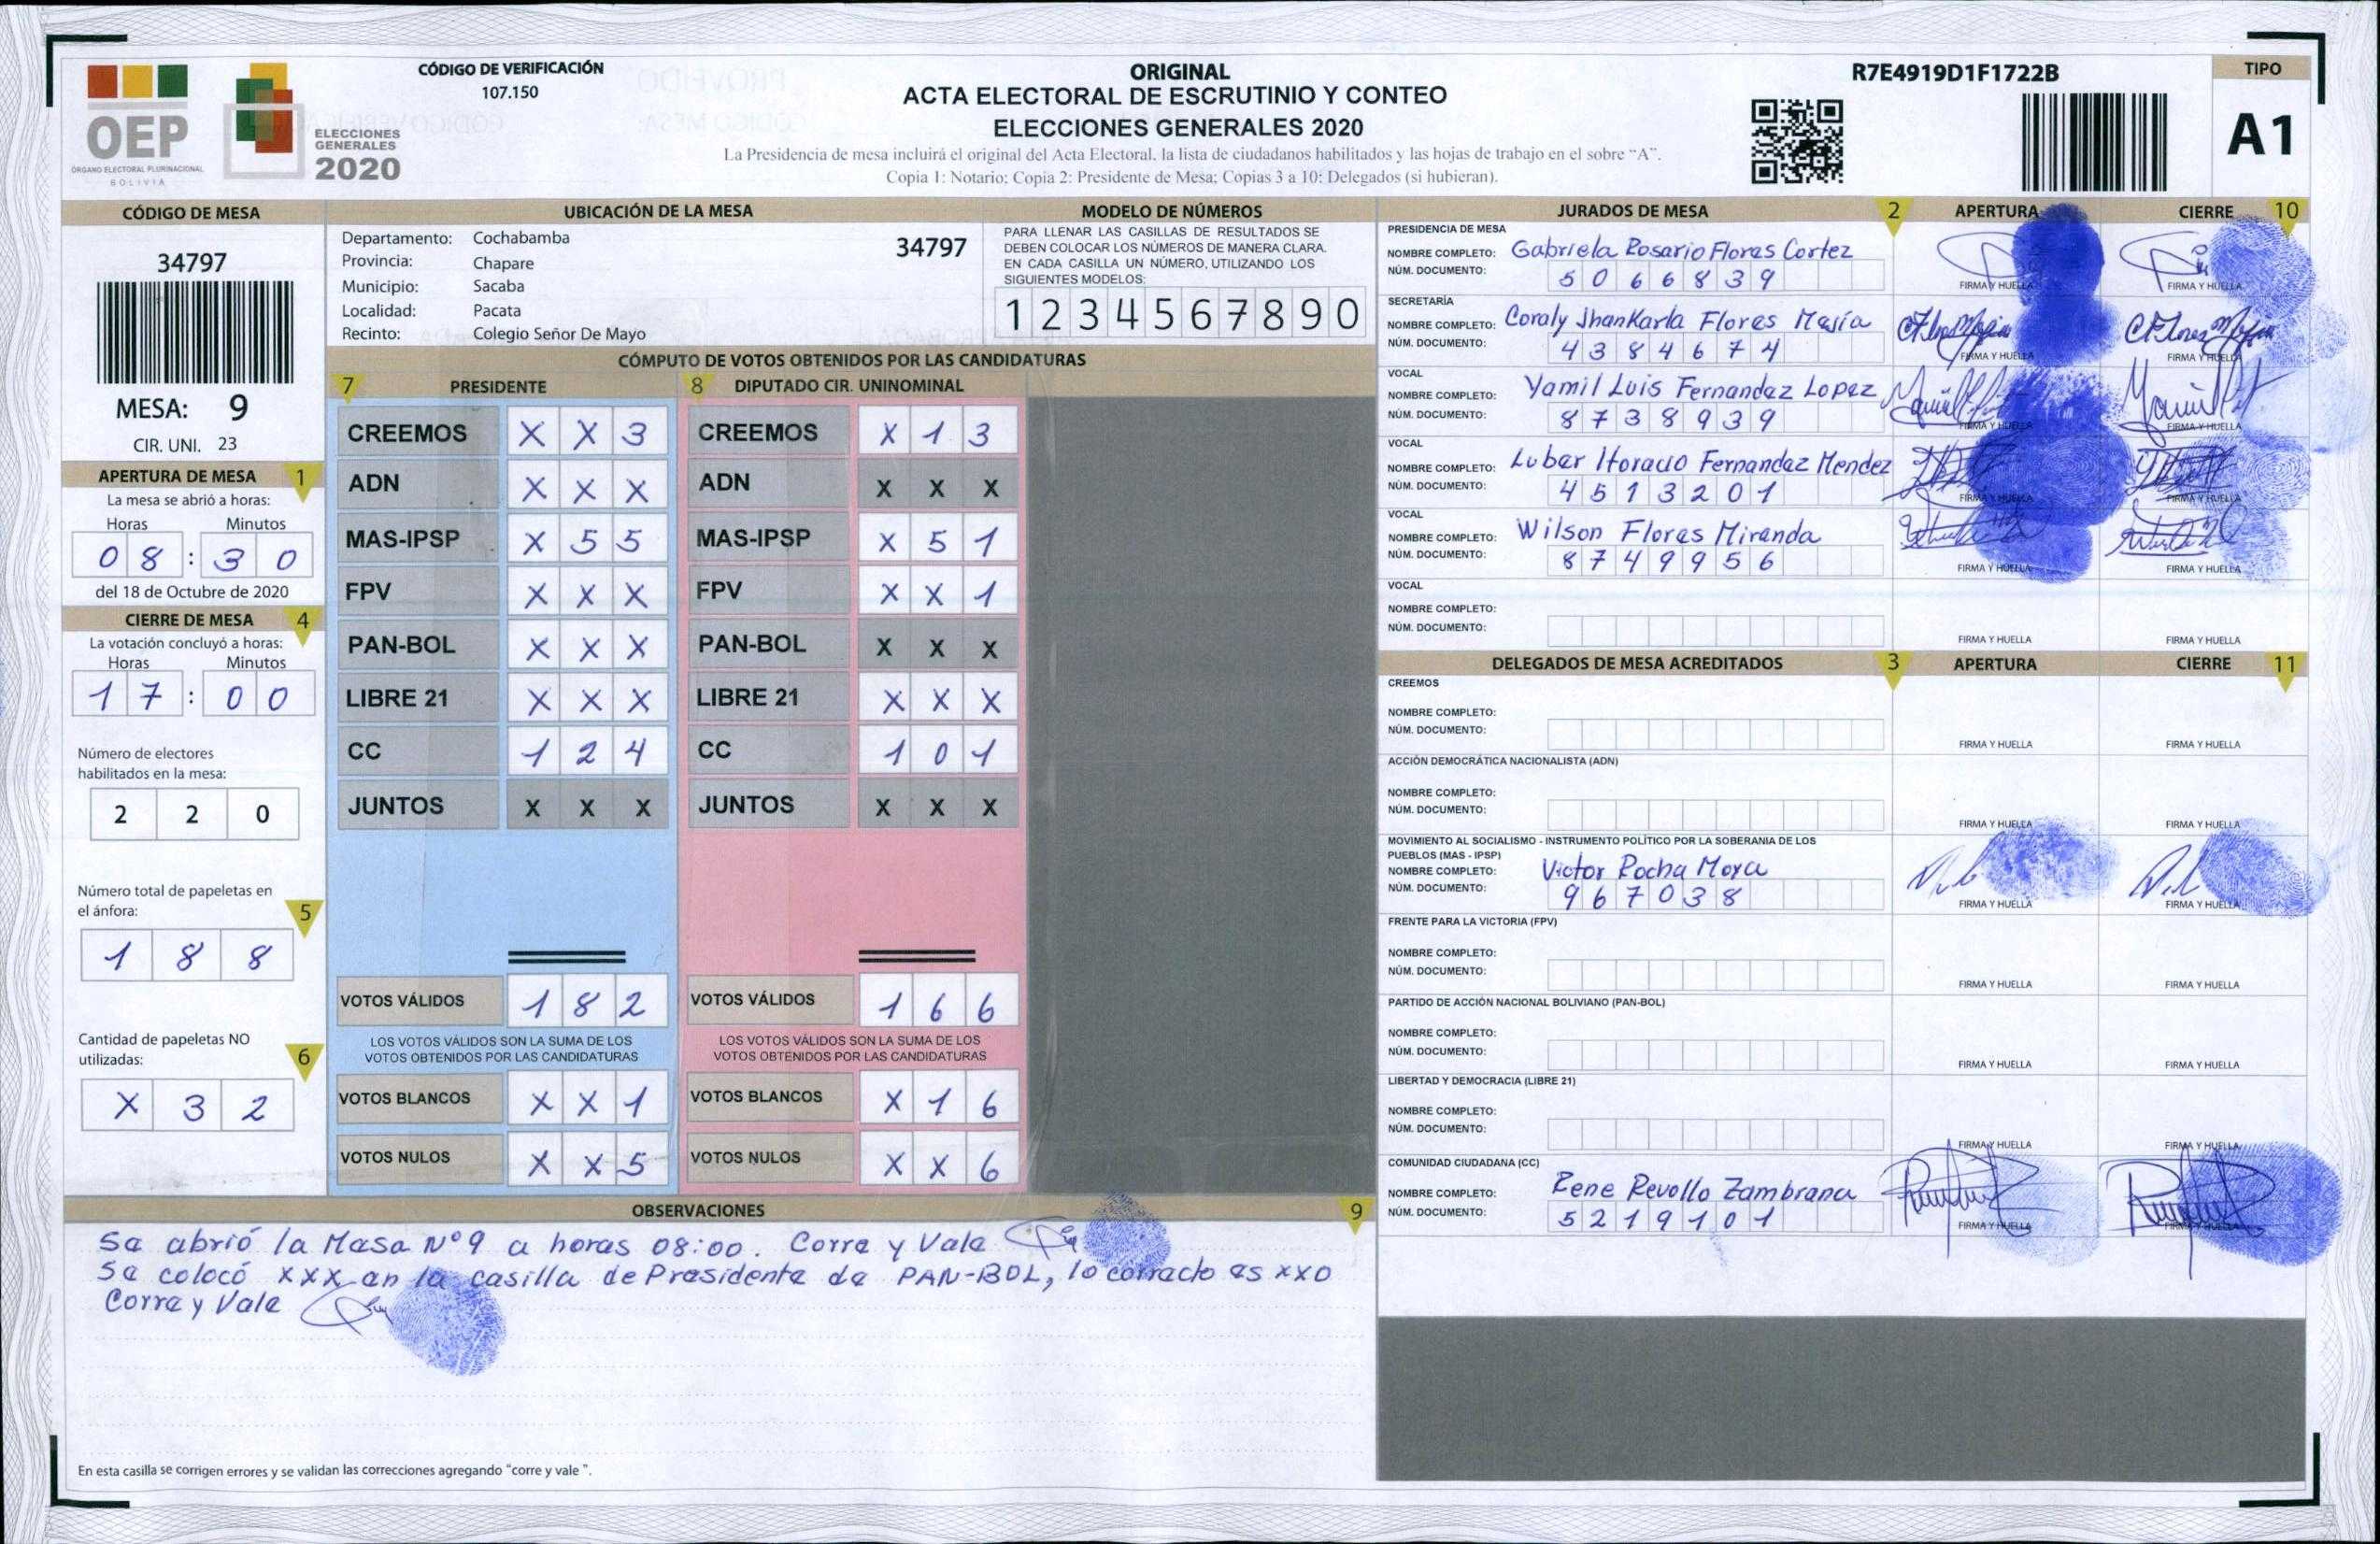 OEP
ÓRGANO ELECTORAL PLURINACIONAL
BOLIVIA
ELECCIONES
GENERALES
2020
CÓDIGO DE VERIFICACIÓN
107.150
ORIGINAL
ACTA ELECTORAL DE ESCRUTINIO Y CONTEO
ELECCIONES GENERALES 2020
La Presidencia de mesa incluirá el original del Acta Electoral, la lista de ciudadanos habilitados y las hojas de trabajo en el sobre “A”.
Copia 1: Notario; Copia 2: Presidente de Mesa; Copias 3 a 10: Delegados (si hubieran).
R7E4919D1F1722B
TIPO
A1
CÓDIGO DE MESA
34797
MESA: 9
CIR. UNI. 23
APERTURA DE MESA 1
La mesa se abrió a horas:
Horas Minutos
0 8 : 3 0
del 18 de Octubre de 2020
CIERRE DE MESA 4
La votación concluyó a horas:
Horas Minutos
1 7 : 0 0
Número de electores
habilitados en la mesa:
2 2 0
Número total de papeletas en
el ánfora: 5
1 8 8
Cantidad de papeletas NO
utilizadas: 6
X 3 2
UBICACIÓN DE LA MESA
Departamento: Cochabamba 34797
Provincia: Chapare
Municipio: Sacaba
Localidad: Pacata
Recinto: Colegio Señor De Mayo
MODELO DE NÚMEROS
PARA LLENAR LAS CASILLAS DE RESULTADOS SE
DEBEN COLOCAR LOS NÚMEROS DE MANERA CLARA.
EN CADA CASILLA UN NÚMERO, UTILIZANDO LOS
SIGUIENTES MODELOS:
1 2 3 4 5 6 7 8 9 0
CÓMPUTO DE VOTOS OBTENIDOS POR LAS CANDIDATURAS
7 PRESIDENTE 8 DIPUTADO CIR. UNINOMINAL
CREEMOS X X 3 CREEMOS X 1 3
ADN X X X ADN X X X
MAS-IPSP X 5 5 MAS-IPSP X 5 1
FPV X X X FPV X X 1
PAN-BOL X X X PAN-BOL X X X
LIBRE 21 X X X LIBRE 21 X X X
CC 1 2 4 CC 1 0 1
JUNTOS X X X JUNTOS X X X
VOTOS VÁLIDOS 1 8 2 VOTOS VÁLIDOS 1 6 6
LOS VOTOS VÁLIDOS SON LA SUMA DE LOS LOS VOTOS VÁLIDOS SON LA SUMA DE LOS
VOTOS OBTENIDOS POR LAS CANDIDATURAS VOTOS OBTENIDOS POR LAS CANDIDATURAS
VOTOS BLANCOS X X 1 VOTOS BLANCOS X 1 6
VOTOS NULOS X X 5 VOTOS NULOS X X 6
OBSERVACIONES 9
Se abrió la Mesa Nº9 a horas 08:00. Corre y Vale
Se colocó XXX en la casilla de Presidente de PAN-BOL, lo correcto es XX0
Corre y Vale
En esta casilla se corrigen errores y se validan las correcciones agregando “corre y vale ”.
JURADOS DE MESA 2 APERTURA CIERRE 10
PRESIDENCIA DE MESA
NOMBRE COMPLETO: Gabriela Rosario Flores Cortez
NÚM. DOCUMENTO: 5 0 6 6 8 3 9
FIRMA Y HUELLA FIRMA Y HUELLA
SECRETARÍA
NOMBRE COMPLETO: Coraly Jhankarla Flores Mejía
NÚM. DOCUMENTO: 4 3 8 4 6 7 4
FIRMA Y HUELLA FIRMA Y HUELLA
VOCAL
NOMBRE COMPLETO: Yamil Luis Fernandez Lopez
NÚM. DOCUMENTO: 8 7 3 8 9 3 9
FIRMA Y HUELLA FIRMA Y HUELLA
VOCAL
NOMBRE COMPLETO: Luber Horacio Fernandez Mendez
NÚM. DOCUMENTO: 4 5 1 3 2 0 1
FIRMA Y HUELLA FIRMA Y HUELLA
VOCAL
NOMBRE COMPLETO: Wilson Flores Miranda
NÚM. DOCUMENTO: 8 7 4 9 9 5 6
FIRMA Y HUELLA FIRMA Y HUELLA
VOCAL
NOMBRE COMPLETO:
NÚM. DOCUMENTO:
FIRMA Y HUELLA FIRMA Y HUELLA
DELEGADOS DE MESA ACREDITADOS 3 APERTURA CIERRE 11
CREEMOS
NOMBRE COMPLETO:
NÚM. DOCUMENTO:
FIRMA Y HUELLA FIRMA Y HUELLA
ACCIÓN DEMOCRÁTICA NACIONALISTA (ADN)
NOMBRE COMPLETO:
NÚM. DOCUMENTO:
FIRMA Y HUELLA FIRMA Y HUELLA
MOVIMIENTO AL SOCIALISMO - INSTRUMENTO POLÍTICO POR LA SOBERANIA DE LOS
PUEBLOS (MAS - IPSP)
NOMBRE COMPLETO: Victor Rocha Mora
NÚM. DOCUMENTO: 9 6 7 0 3 8
FIRMA Y HUELLA FIRMA Y HUELLA
FRENTE PARA LA VICTORIA (FPV)
NOMBRE COMPLETO:
NÚM. DOCUMENTO:
FIRMA Y HUELLA FIRMA Y HUELLA
PARTIDO DE ACCIÓN NACIONAL BOLIVIANO (PAN-BOL)
NOMBRE COMPLETO:
NÚM. DOCUMENTO:
FIRMA Y HUELLA FIRMA Y HUELLA
LIBERTAD Y DEMOCRACIA (LIBRE 21)
NOMBRE COMPLETO:
NÚM. DOCUMENTO:
FIRMA Y HUELLA FIRMA Y HUELLA
COMUNIDAD CIUDADANA (CC)
NOMBRE COMPLETO: Rene Revollo Zambrana
NÚM. DOCUMENTO: 5 2 1 9 1 0 1
FIRMA Y HUELLA FIRMA Y HUELLA